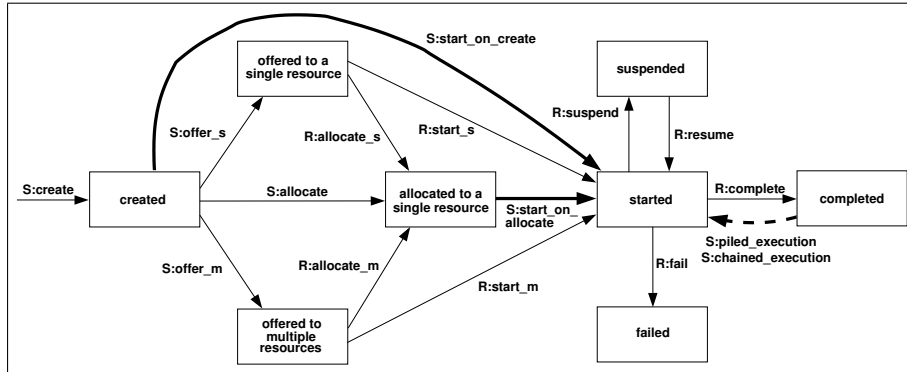 S:start_on_create
offered to a
single resource
suspended
R:suspend
R:start_s
S:offer_s
R:allocate_s
R:resume
S:create
created
S:allocate
allocated to a
single resource
S:start_on_
allocate
started
R:complete
completed
S:piled_execution
S:chained_execution
S:offer_m
R:allocate_m
R:start_m
R:fail
offered to
multiple
resources
failed